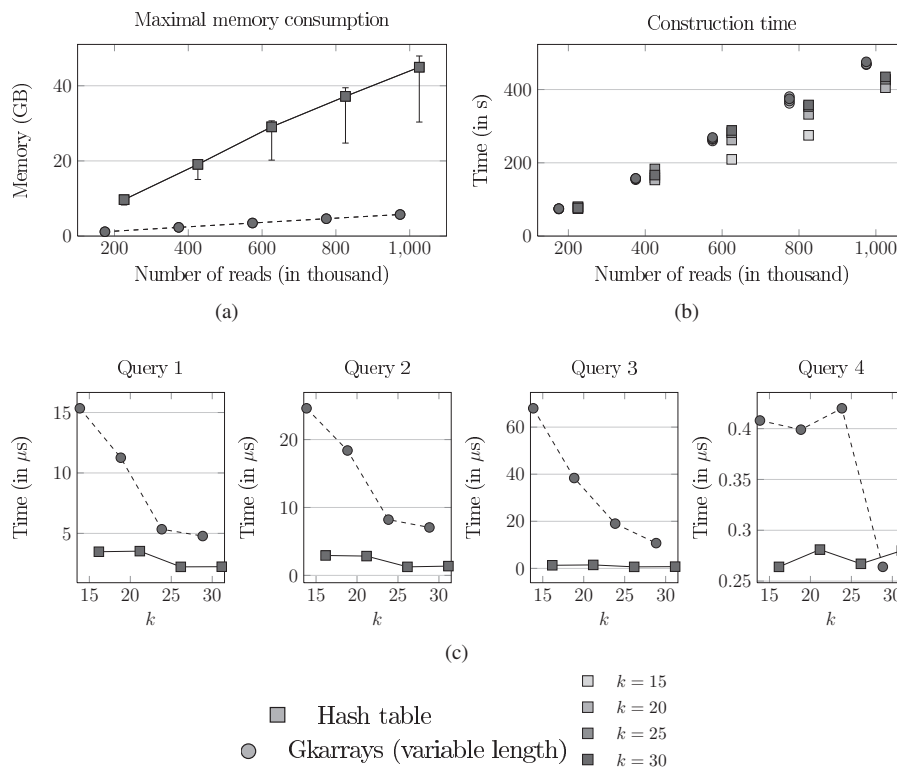 Maximal memory consumption
Construction time
Memory (GB)
40
20
0
200 400 600 800 1,000
Number of reads (in thousand)
(a)
Time (in s)
400
200
0
200 400 600 800 1,000
Number of reads (in thousand)
(b)
Query 1
Time (in μs)
15
10
5
15 20 25 30
k
Query 2
Time (in μs)
20
10
0
15 20 25 30
k
Query 3
Time (in μs)
60
40
20
0
15 20 25 30
k
Query 4
Time (in μs)
0.4
0.35
0.3
0.25
15 20 25 30
k
(c)
Hash table
Gkarrays (variable length)
k = 15
k = 20
k = 25
k = 30